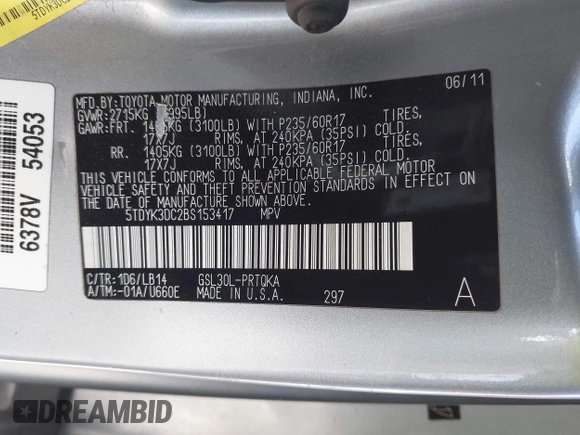 5TDYK3DC2
MFD.BY: TOYOTA MOTOR MANUFACTURING, INDIANA, INC. 06/11
GVWR: 2715KG 995LB)
GAWR: FRT. KG (3100LB) WITH P235/60R17 TIRES,
17X7J RIMS, AT 240KPA (35PSI) COLD.
RR. 1405KG (3100LB) WITH P235/60R17 TIRES,
17X7J RIMS, AT 240KPA (35PSI) COLD.
THIS VEHICLE CONFORMS TO ALL APPLICABLE FEDERAL MOTOR
VEHICLE SAFETY AND THEFT PREVENTION STANDARDS IN EFFECT ON
THE DATE OF MANUFACTURE SHOWN ABOVE.
5TDYK3DC2BS153417 MPV
C/TR: 1D6/LB14 GSL30L-PRTQKA
A/TM: -01A/U660E MADE IN U.S.A. 297 A
6378V 54053
DREAMBID